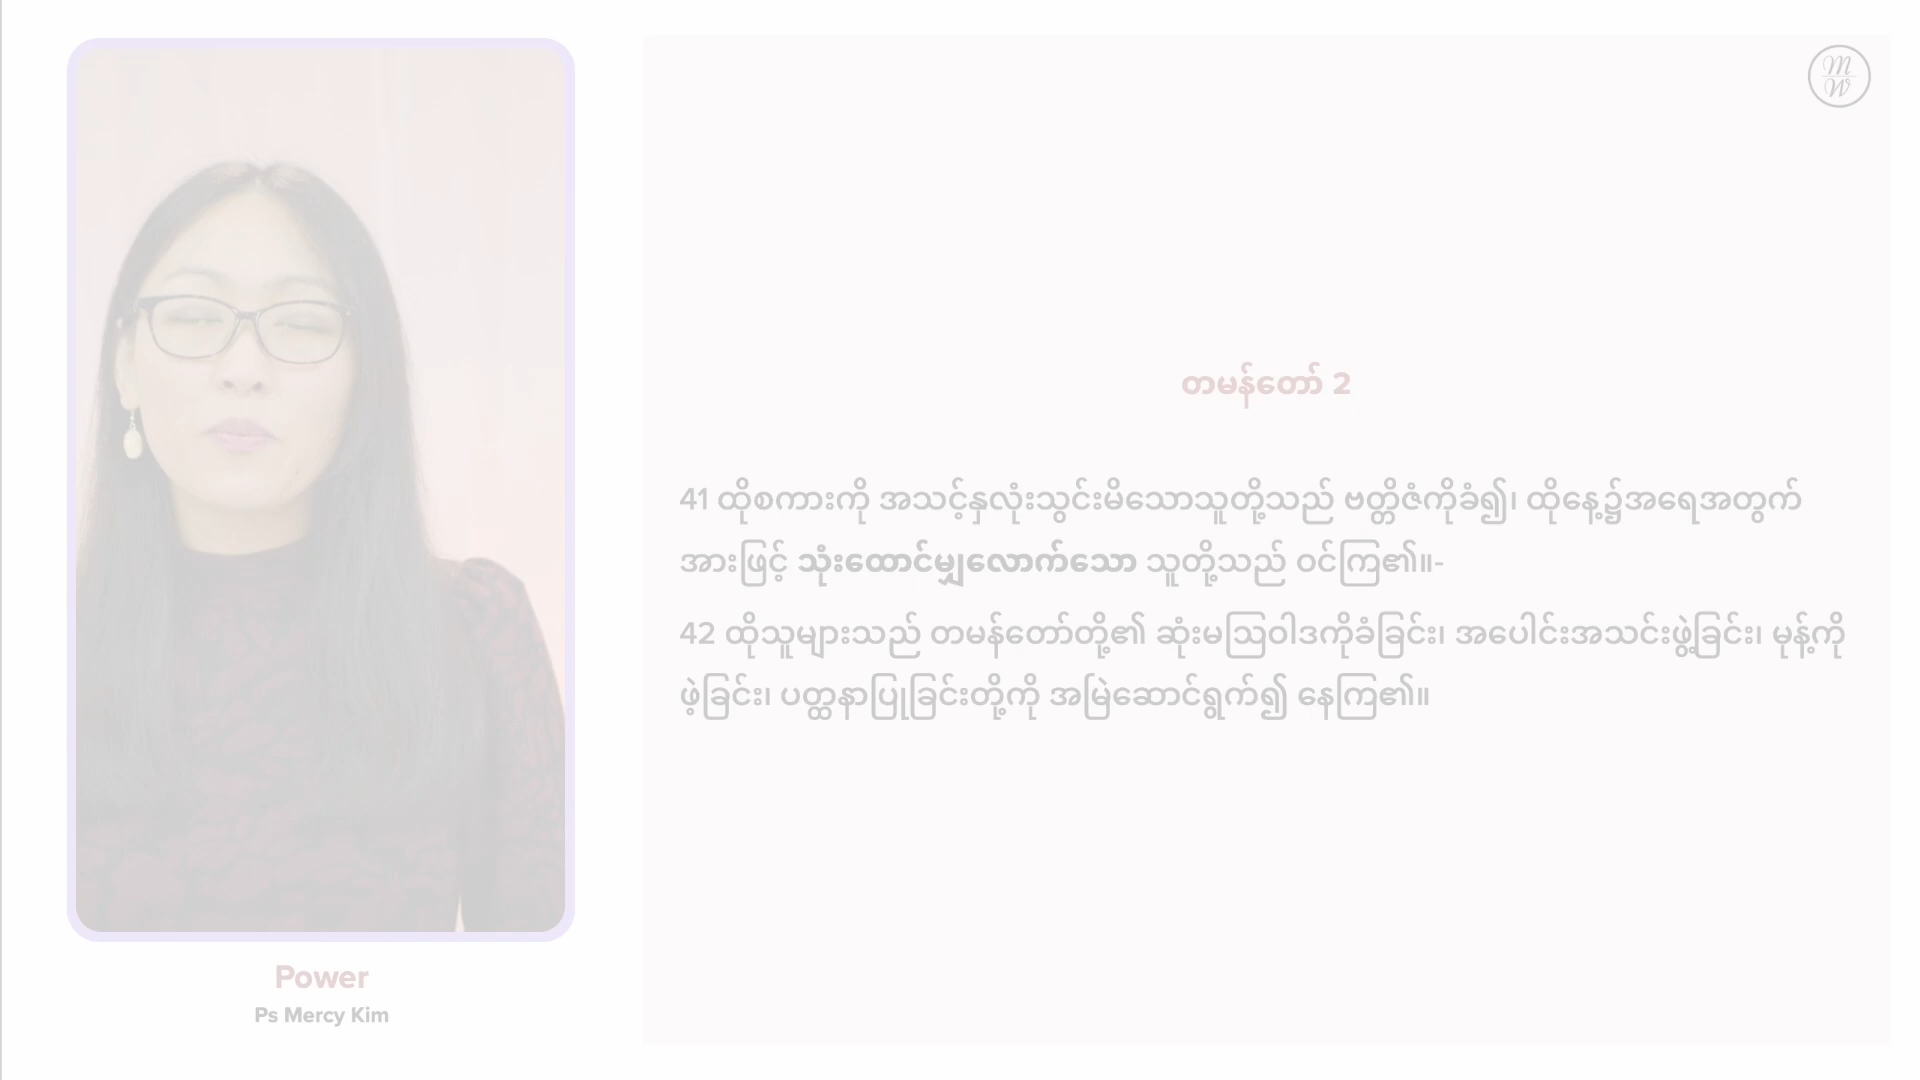 M
W
တမန်တော် 2
41 ထိုစကားကို အသင့်နှလုံးသွင်းမိသောသူတို့သည် ဗတ္တိဇံကိုခံ၍၊ ထိုနေ့၌အရေအတွက်
အားဖြင့် သုံးထောင်မျှလောက်သော သူတို့သည် ဝင်ကြ၏။-
42 ထိုသူများသည် တမန်တော်တို့၏ ဆုံးမဩဝါဒကိုခံခြင်း၊ အပေါင်းအသင်းဖွဲ့ခြင်း၊ မုန့်ကို
ဖဲ့ခြင်း၊ ပတ္ထနာပြုခြင်းတို့ကို အမြဲဆောင်ရွက်၍ နေကြ၏။
Power
Ps Mercy Kim